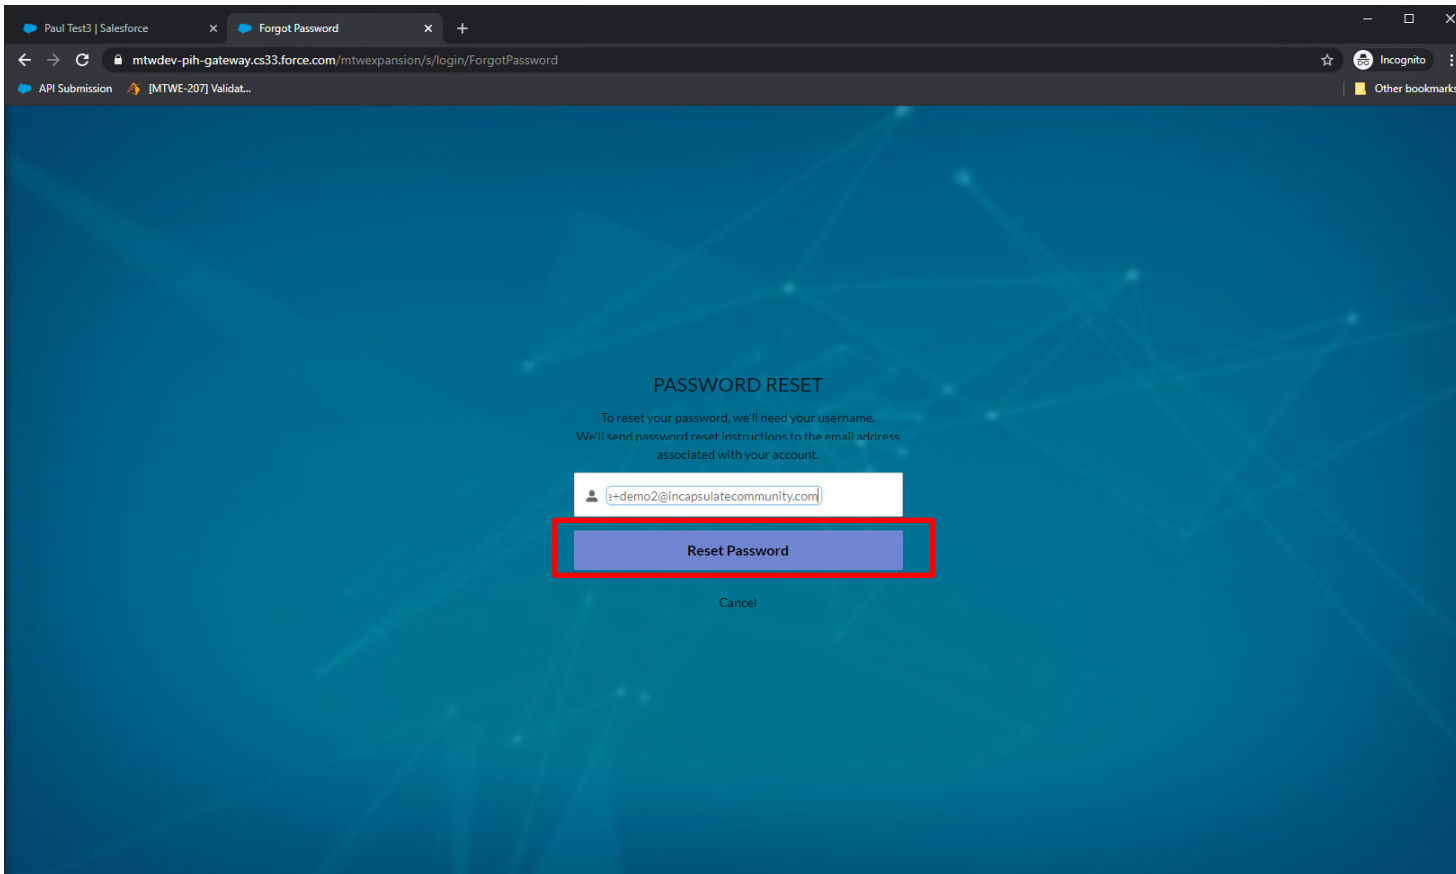 Paul Test3 | Salesforce
Forgot Password
mtwdev-pih-gateway.cs33.force.com/mtwexpansion/s/login/ForgotPassword
Incognito
API Submission
[MTWE-207] Validat...
Other bookmarks
PASSWORD RESET
To reset your password, we'll need your username.
We'll send password reset instructions to the email address
associated with your account.
e+demo2@incapsulatecommunity.com
Reset Password
Cancel